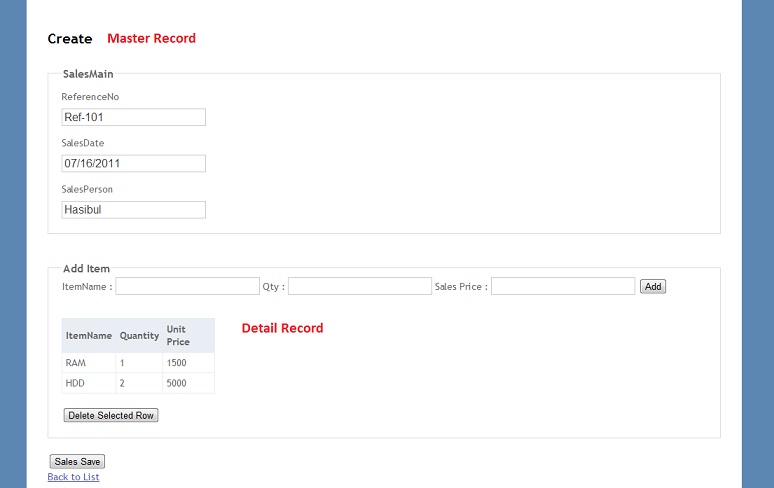 Create Master Record
SalesMain
ReferenceNo
Ref-101
SalesDate
07/16/2011
SalesPerson
Hasibul
Add Item
ItemName : Qty : Sales Price : Add
Detail Record
ItemName Quantity Unit Price
RAM 1 1500
HDD 2 5000
Delete Selected Row
Sales Save
Back to List